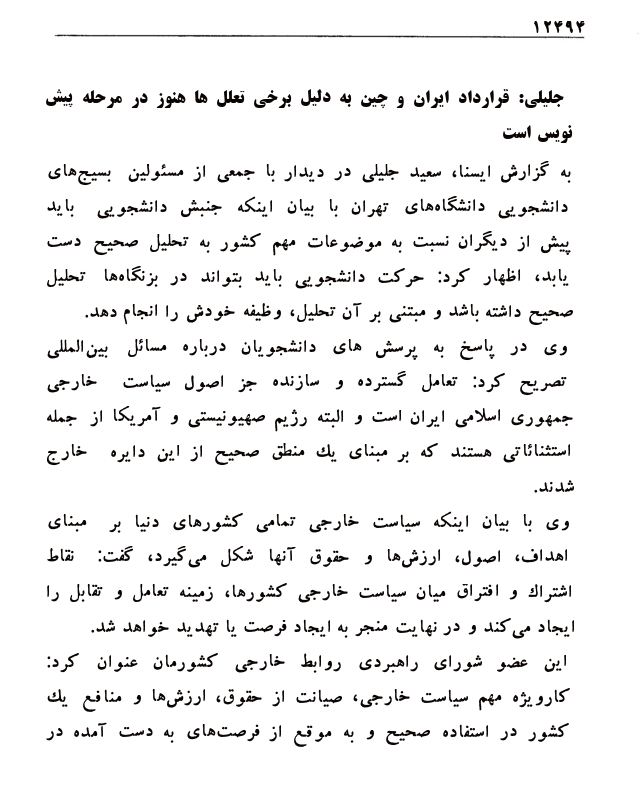 ۱۲۴۹۴
جلیلی: قرارداد ایران و چین به دلیل برخی تعلل ها هنوز در مرحله پیش
نویس است
به گزارش ایسنا، سعید جلیلی در دیدار با جمعی از مسئولین بسیج‌های
دانشجویی دانشگاه‌های تهران با بیان اینکه جنبش دانشجویی باید
پیش از دیگران نسبت به موضوعات مهم کشور به تحلیل صحیح دست
یابد، اظهار کرد: حرکت دانشجویی باید بتواند در بزنگاه‌ها تحلیل
صحیح داشته باشد و مبتنی بر آن تحلیل، وظیفه خودش را انجام دهد.
وی در پاسخ به پرسش های دانشجویان درباره مسائل بین‌المللی
تصریح کرد: تعامل گسترده و سازنده جز اصول سیاست خارجی
جمهوری اسلامی ایران است و البته رژیم صهیونیستی و آمریکا از جمله
استثنائاتی هستند که بر مبنای یك منطق صحیح از این دایره خارج
شدند.
وی با بیان اینکه سیاست خارجی تمامی کشورهای دنیا بر مبنای
اهداف، اصول، ارزش‌ها و حقوق آنها شکل می‌گیرد، گفت: نقاط
اشتراك و افتراق میان سیاست خارجی کشورها، زمینه تعامل و تقابل را
ایجاد می‌کند و در نهایت منجر به ایجاد فرصت یا تهدید خواهد شد.
این عضو شورای راهبردی روابط خارجی کشورمان عنوان کرد:
کارویژه مهم سیاست خارجی، صیانت از حقوق، ارزش‌ها و منافع یك
کشور در استفاده صحیح و به موقع از فرصت‌های به دست آمده در